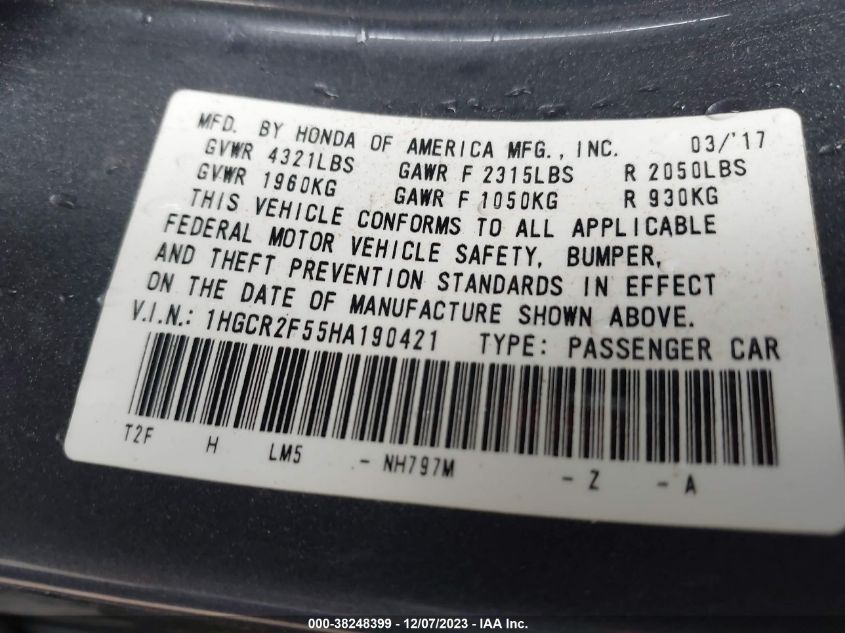 MFD. BY HONDA OF AMERICA MFG., INC. 03/'17
GVWR 4321LBS GAWR F 2315LBS R 2050LBS
GVWR 1960KG GAWR F 1050KG R 930KG
THIS VEHICLE CONFORMS TO ALL APPLICABLE
FEDERAL MOTOR VEHICLE SAFETY, BUMPER,
AND THEFT PREVENTION STANDARDS IN EFFECT
ON THE DATE OF MANUFACTURE SHOWN ABOVE.
V.I.N.: 1HGCR2F55HA190421 TYPE: PASSENGER CAR
T2F H LM5 - NH797M - Z - A
000-38248399 - 12/07/2023 - IAA Inc.